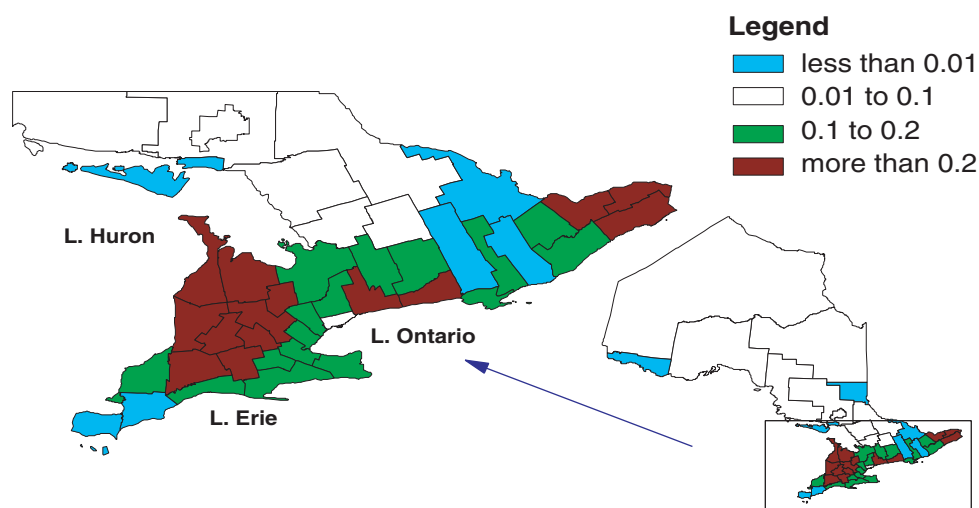 Legend
less than 0.01
0.01 to 0.1
0.1 to 0.2
more than 0.2
L. Huron
L. Ontario
L. Erie